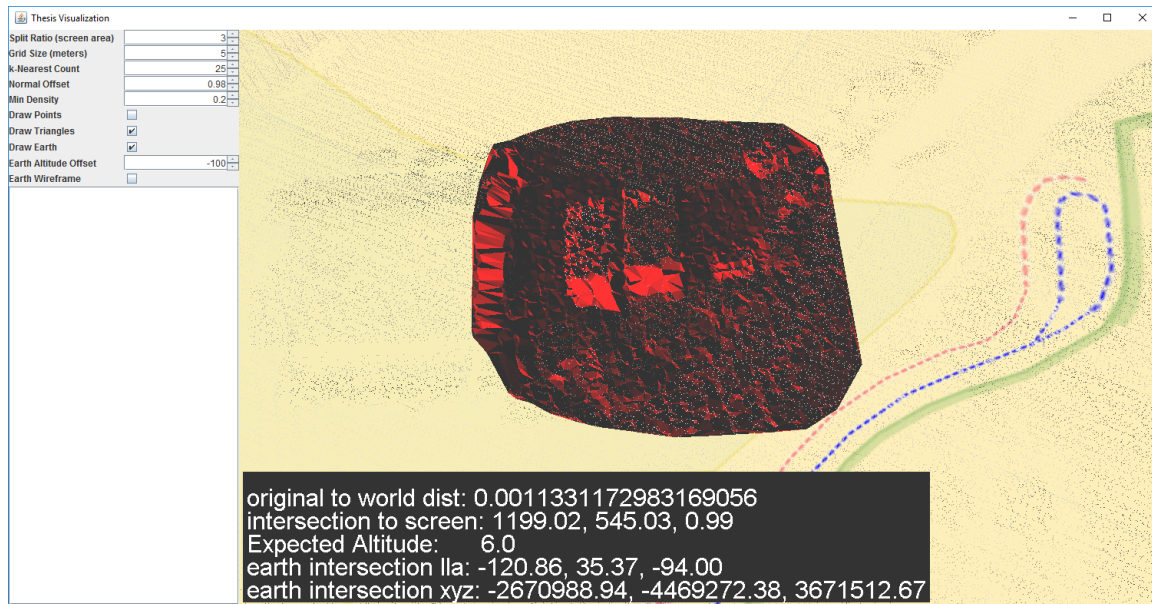 Thesis Visualization
Split Ratio (screen area) 3
Grid Size (meters) 5
k-Nearest Count 25
Normal Offset 0.98
Min Density 0.2
Draw Points
Draw Triangles
Draw Earth
Earth Altitude Offset -100
Earth Wireframe
original to world dist: 0.0011331172983169056
intersection to screen: 1199.02, 545.03, 0.99
Expected Altitude: 6.0
earth intersection lla: -120.86, 35.37, -94.00
earth intersection xyz: -2670988.94, -4469272.38, 3671512.67